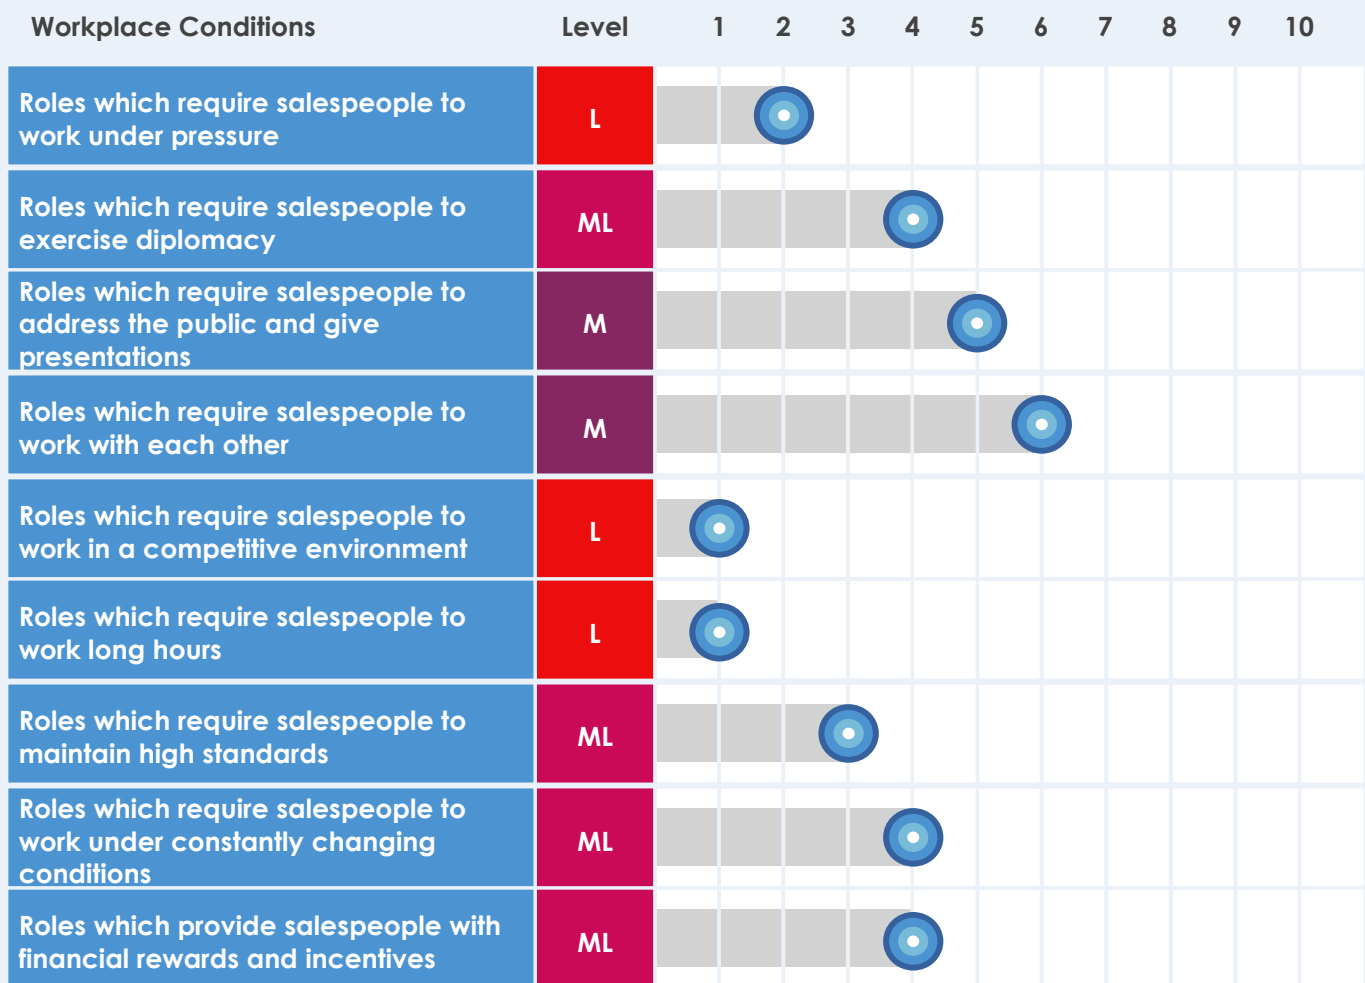 Workplace Conditions Level 1 2 3 4 5 6 7 8 9 10
Roles which require salespeople to
work under pressure
L
Roles which require salespeople to
exercise diplomacy
ML
Roles which require salespeople to
address the public and give
presentations
M
Roles which require salespeople to
work with each other
M
Roles which require salespeople to
work in a competitive environment
L
Roles which require salespeople to
work long hours
L
Roles which require salespeople to
maintain high standards
ML
Roles which require salespeople to
work under constantly changing
conditions
ML
Roles which provide salespeople with
financial rewards and incentives
ML